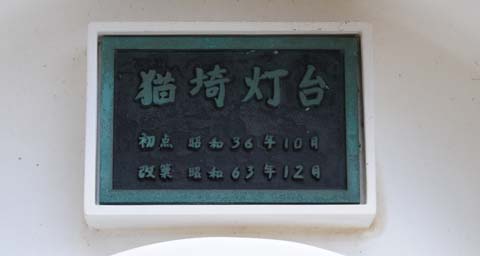 猫埼灯台
初点 昭和36年10月
改築 昭和63年12月